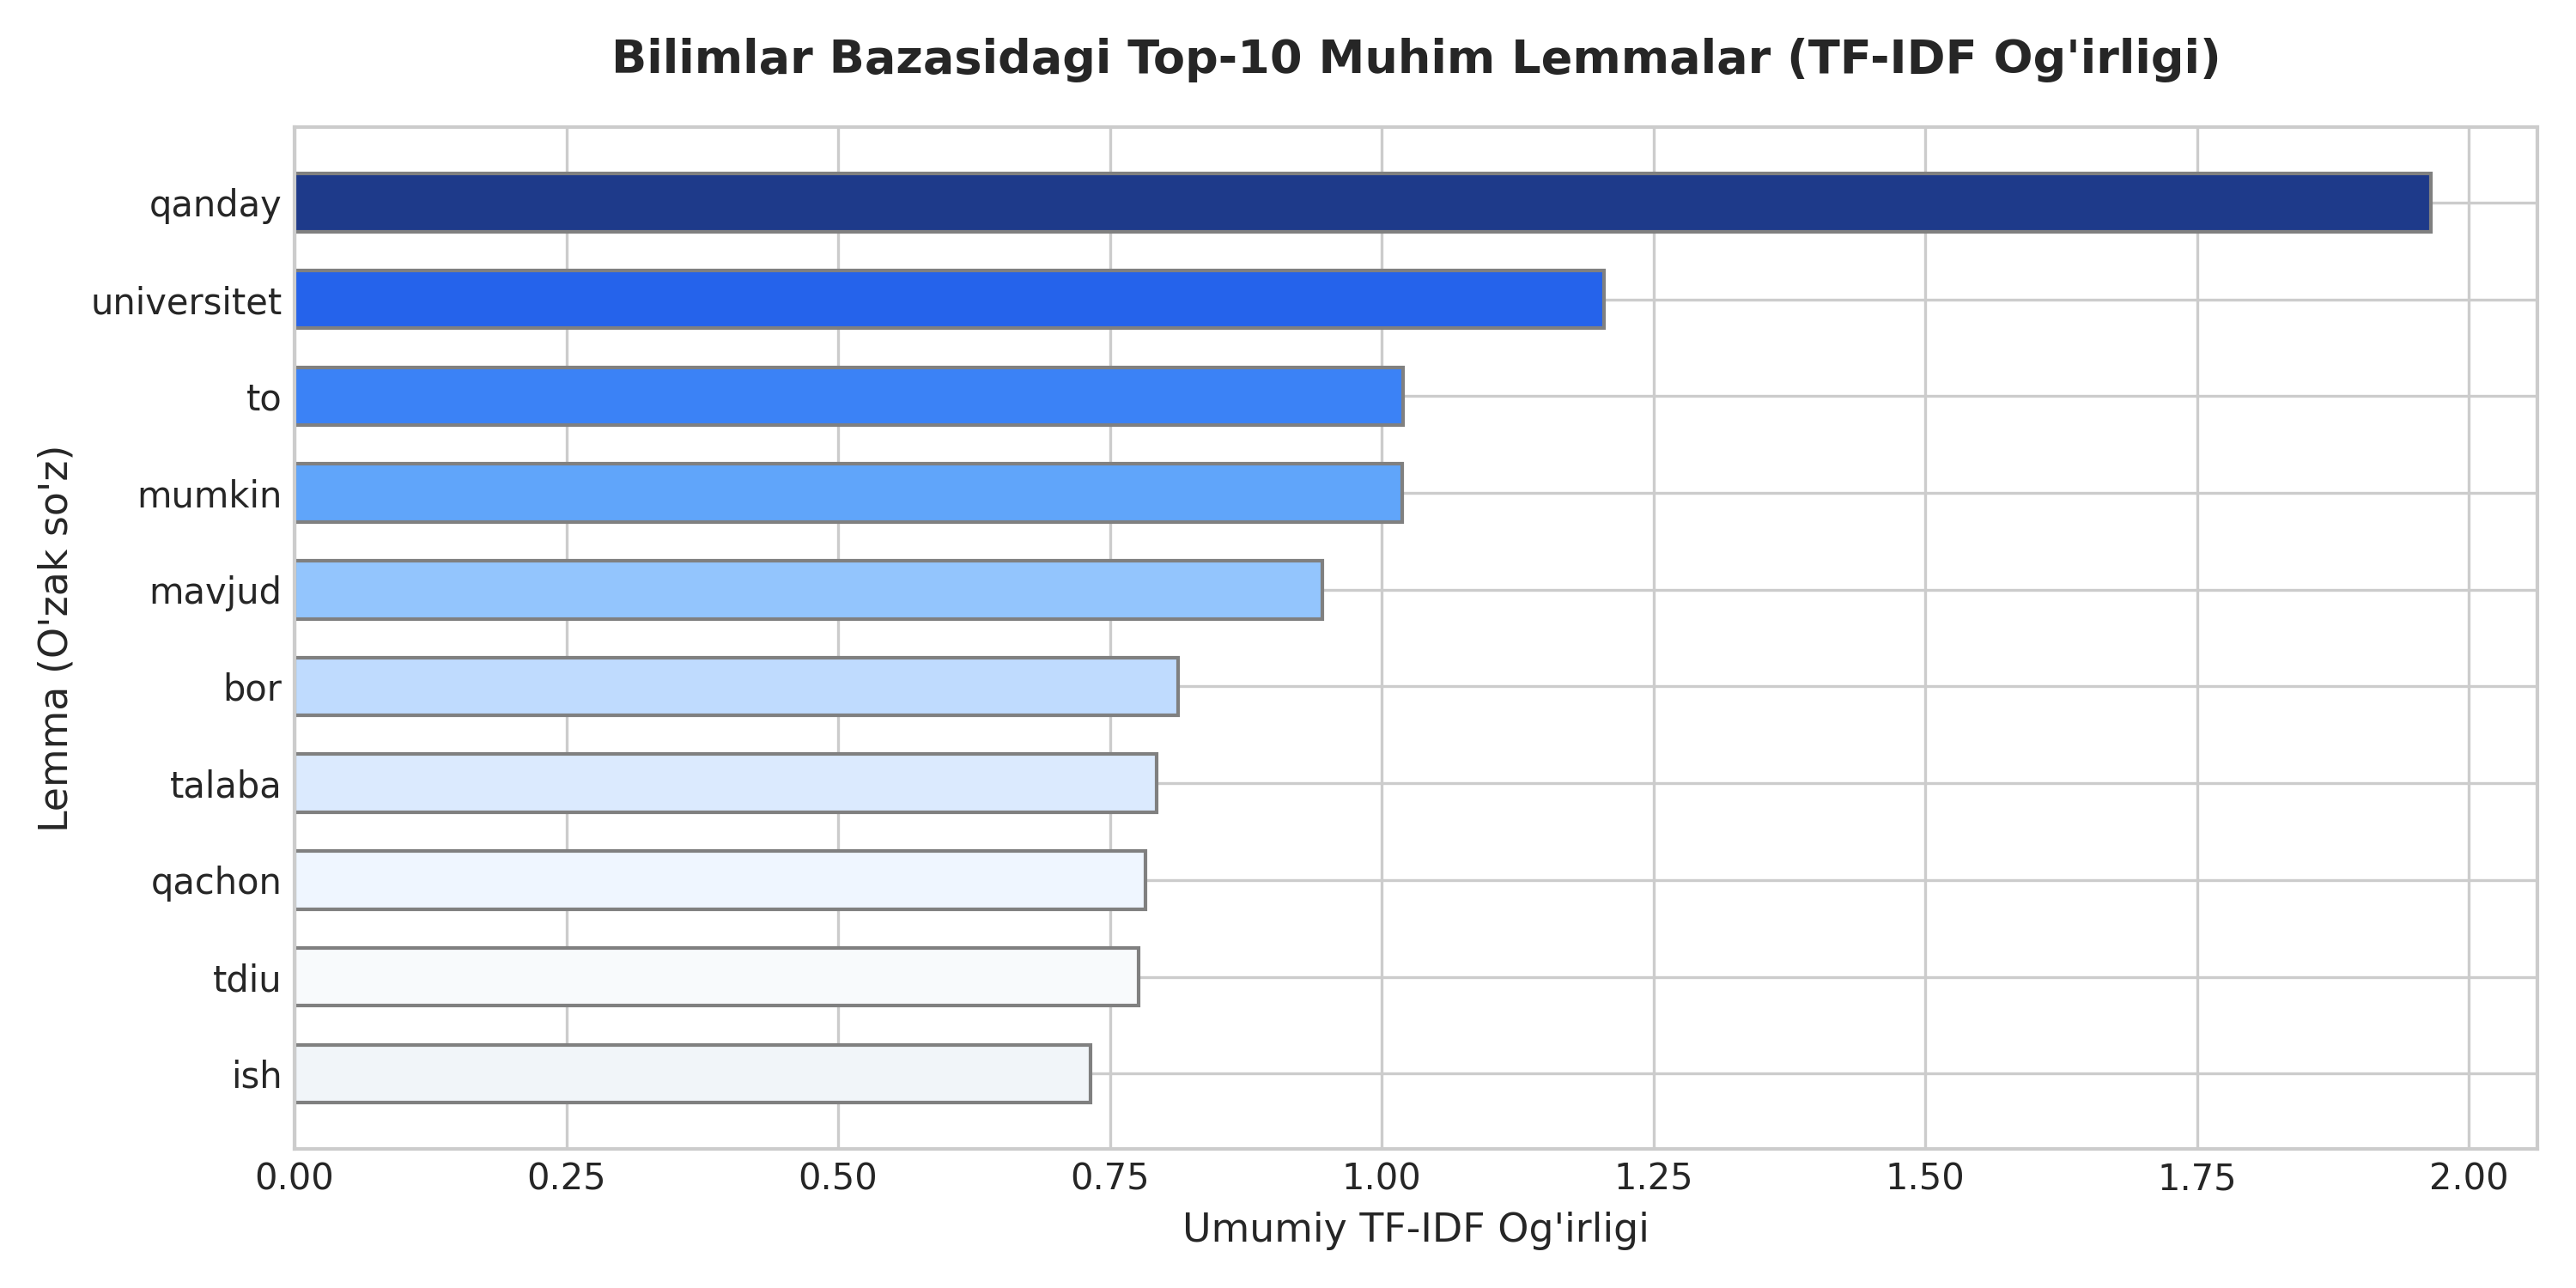 Bilimlar Bazasidagi Top-10 Muhim Lemmalar (TF-IDF Og'irligi)
Lemma (O'zak so'z)
qanday
universitet
to
mumkin
mavjud
bor
talaba
qachon
tdiu
ish
0.00 0.25 0.50 0.75 1.00 1.25 1.50 1.75 2.00
Umumiy TF-IDF Og'irligi